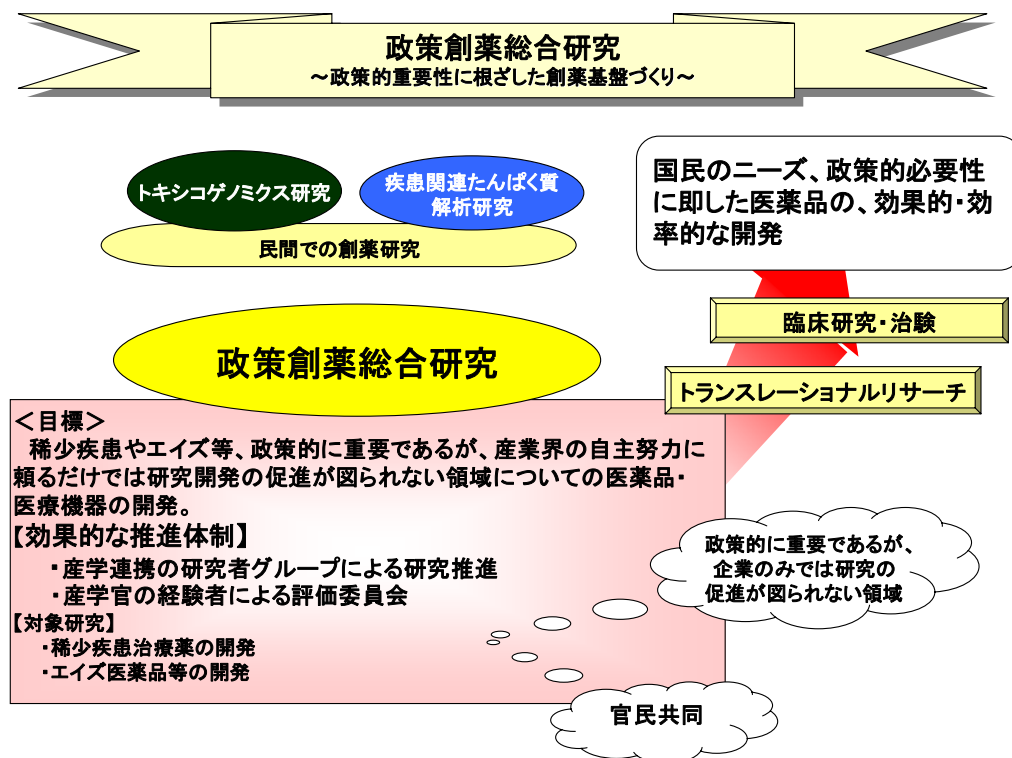 政策創薬総合研究
～政策的重要性に根ざした創薬基盤づくり～
トキシコゲノミクス研究
疾患関連たんぱく質
解析研究
民間での創薬研究
国民のニーズ、政策的必要性
に即した医薬品の、効果的・効
率的な開発
臨床研究・治験
トランスレーショナルリサーチ
政策創薬総合研究
＜目標＞
稀少疾患やエイズ等、政策的に重要であるが、産業界の自主努力に
頼るだけでは研究開発の促進が図られない領域についての医薬品・
医療機器の開発。
【効果的な推進体制】
・産学連携の研究者グループによる研究推進
・産学官の経験者による評価委員会
【対象研究】
・稀少疾患治療薬の開発
・エイズ医薬品等の開発
政策的に重要であるが、
企業のみでは研究の
促進が図られない領域
官民共同